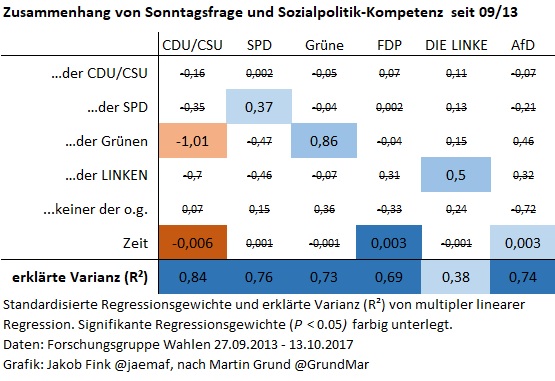 Zusammenhang von Sonntagsfrage und Sozialpolitik-Kompetenz seit 09/13
CDU/CSU SPD Grüne FDP DIE LINKE AfD
...der CDU/CSU -0,16 0,002 -0,05 0,07 0,11 -0,07
...der SPD -0,35 0,37 -0,04 0,002 0,13 -0,21
...der Grünen -1,01 -0,47 0,86 -0,04 0,15 0,46
...der LINKEN -0,7 -0,46 -0,07 0,31 0,5 0,32
...keiner der o.g. 0,07 0,15 0,36 -0,33 0,24 -0,72
Zeit -0,006 0,001 -0,001 0,003 -0,001 0,003
erklärte Varianz (R²) 0,84 0,76 0,73 0,69 0,38 0,74
Standardisierte Regressionsgewichte und erklärte Varianz (R²) von multipler linearer
Regression. Signifikante Regressionsgewichte (P < 0.05) farbig unterlegt.
Daten: Forschungsgruppe Wahlen 27.09.2013 - 13.10.2017
Grafik: Jakob Fink @jaemaf, nach Martin Grund @GrundMar